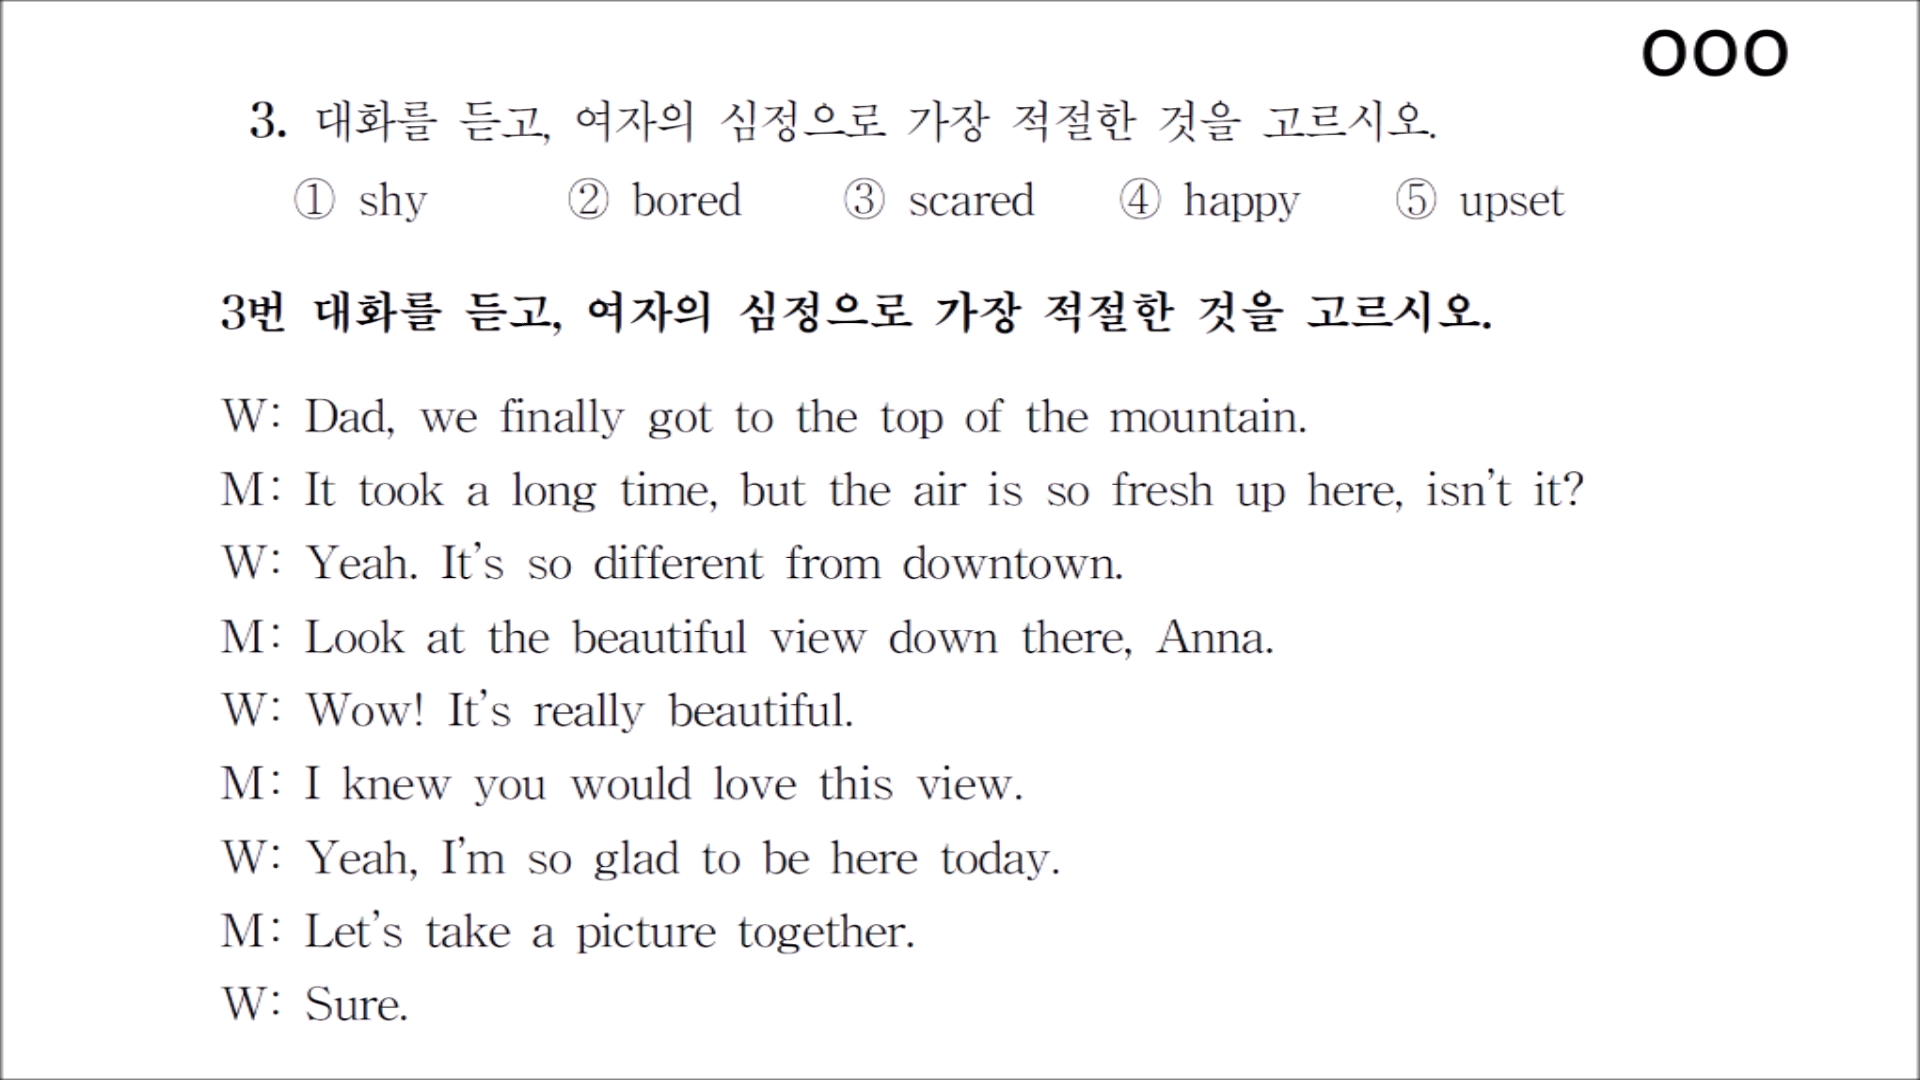 OOO
3. 대화를 듣고, 여자의 심정으로 가장 적절한 것을 고르시오.
① shy ② bored ③ scared ④ happy ⑤ upset
3번 대화를 듣고, 여자의 심정으로 가장 적절한 것을 고르시오.
W: Dad, we finally got to the top of the mountain.
M: It took a long time, but the air is so fresh up here, isn't it?
W: Yeah. It's so different from downtown.
M: Look at the beautiful view down there, Anna.
W: Wow! It's really beautiful.
M: I knew you would love this view.
W: Yeah, I'm so glad to be here today.
M: Let's take a picture together.
W: Sure.